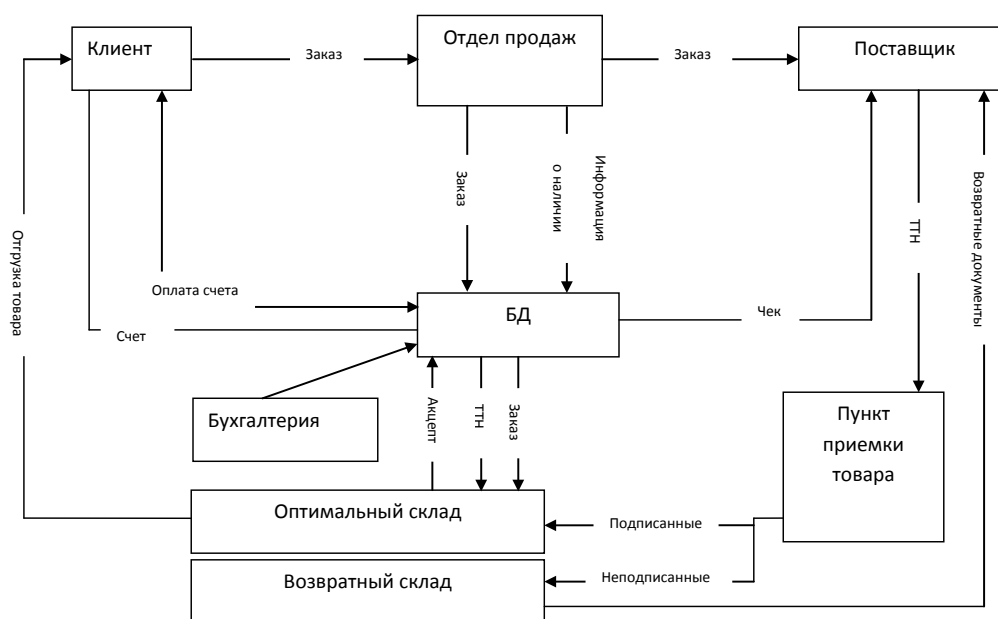 Клиент
Заказ
Отдел продаж
Заказ
Поставщик
Заказ
о наличии
Информация
ТТН
Возвратные документы
Отгрузка товара
Оплата счета
БД
Чек
Счет
Бухгалтерия
Акцепт
ТТН
Заказ
Пункт
приемки
товара
Оптимальный склад
Подписанные
Возвратный склад
Неподписанные